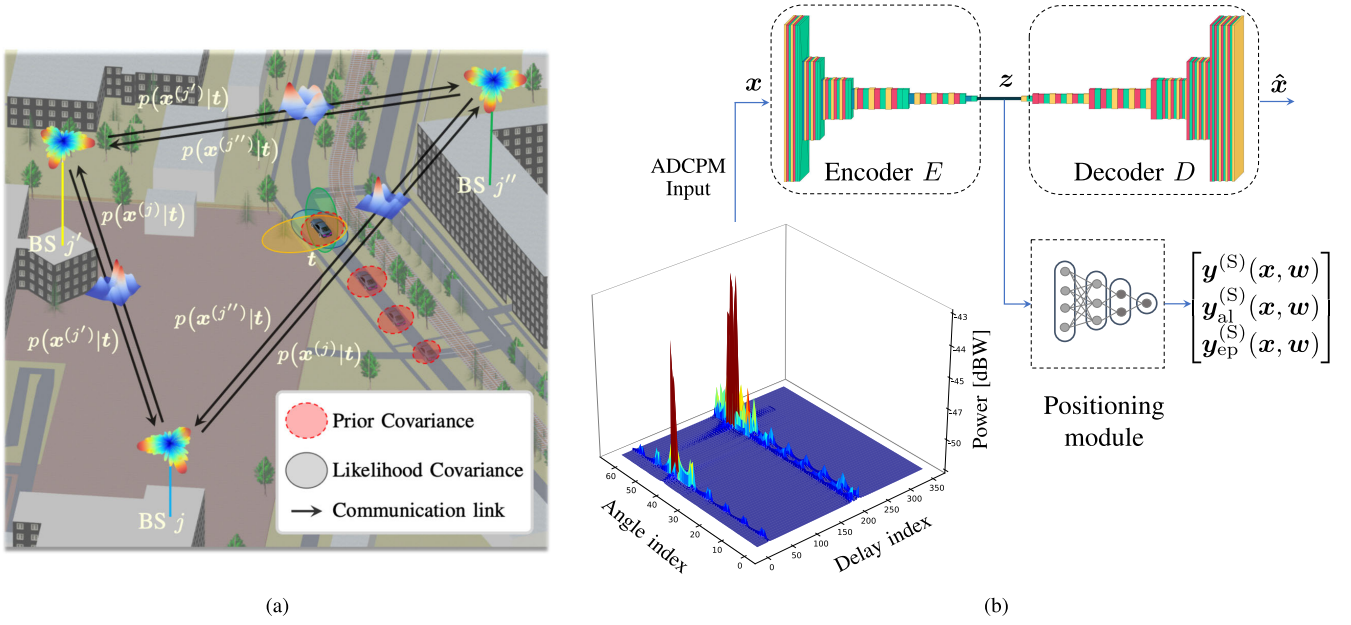 p(x^(j')|t)
p(x^(j'')|t)
BS j''
p(x^(j)|t)
BS j'
t
p(x^(j'')|t)
p(x^(j')|t)
p(x^(j)|t)
BS j
Prior Covariance
Likelihood Covariance
Communication link
(a)
x
z
x̂
Encoder E
Decoder D
ADCPM
Input
y^(S)(x, w)
y_al^(S)(x, w)
y_ep^(S)(x, w)
Positioning
module
-43
-44
-45
-47
-50
Power [dBW]
60
50
40
30
20
10
0
Angle index
0
50
100
150
200
250
300
350
Delay index
(b)